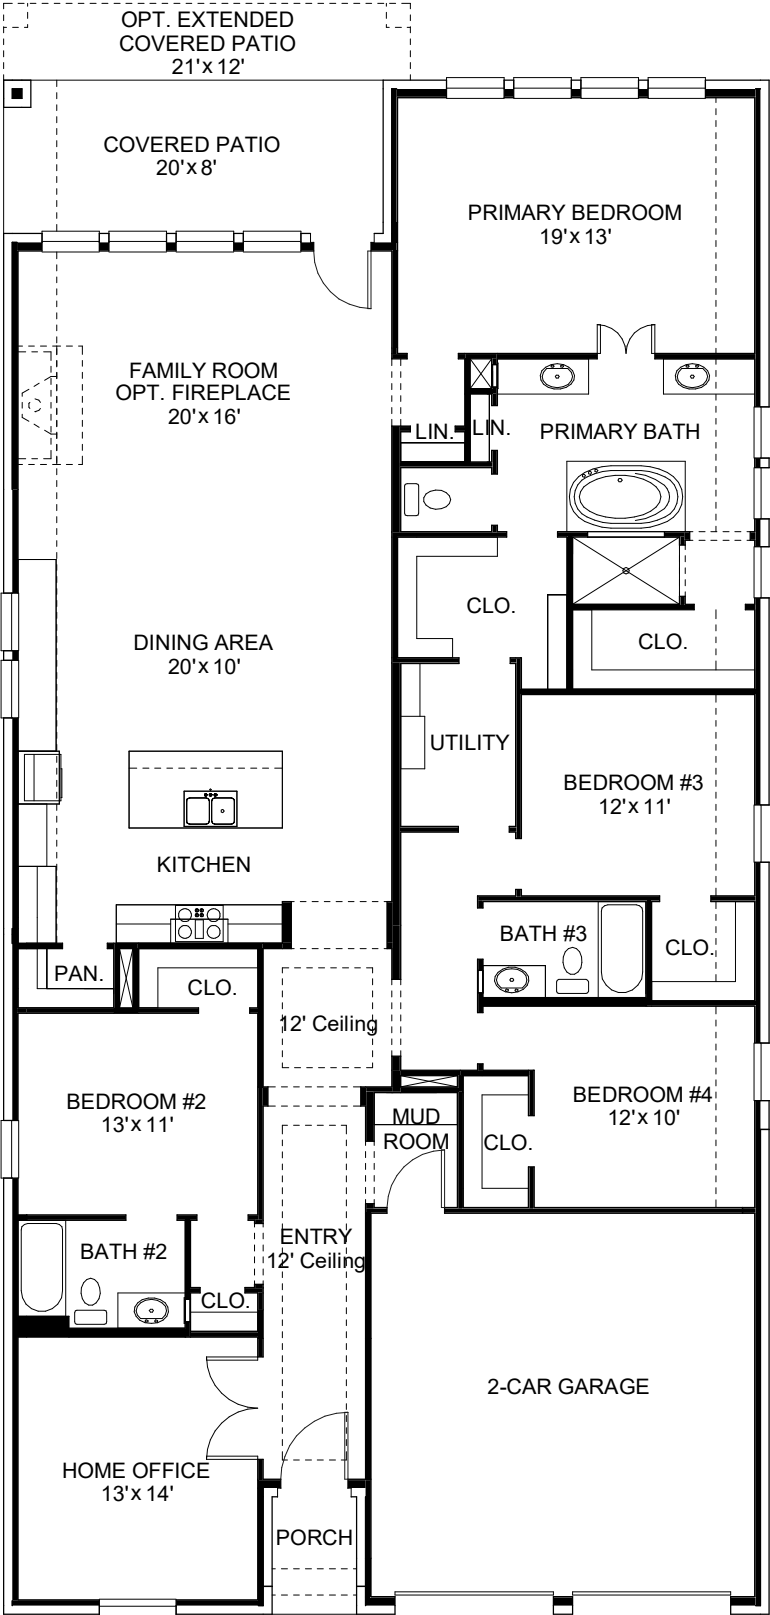 OPT. EXTENDED
COVERED PATIO
21'x 12'
COVERED PATIO
20'x 8'
PRIMARY BEDROOM
19'x 13'
FAMILY ROOM
OPT. FIREPLACE
20'x 16'
LIN.
LIN.
PRIMARY BATH
CLO.
CLO.
DINING AREA
20'x 10'
UTILITY
BEDROOM #3
12'x 11'
KITCHEN
BATH #3
CLO.
PAN.
CLO.
12' Ceiling
BEDROOM #2
13'x 11'
MUD
ROOM
CLO.
BEDROOM #4
12'x 10'
BATH #2
ENTRY
12' Ceiling
CLO.
2-CAR GARAGE
HOME OFFICE
13'x 14'
PORCH